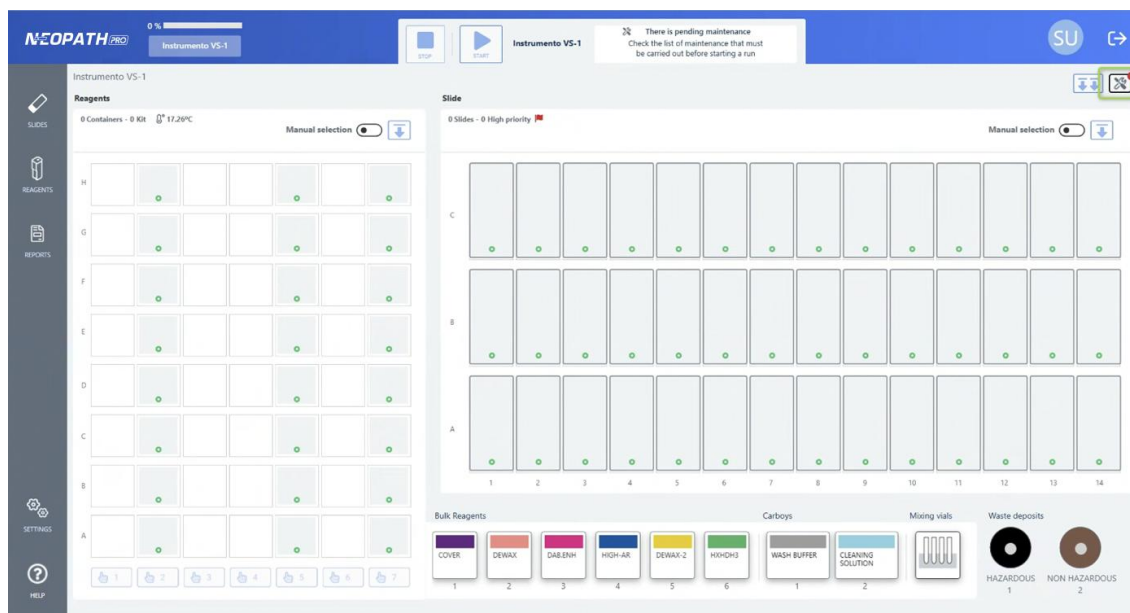 NEOPATH PRO
0 %
Instrumento VS-1
STOP
START
Instrumento VS-1
There is pending maintenance
Check the list of maintenance that must
be carried out before starting a run
SU
SLIDES
REAGENTS
REPORTS
SETTINGS
HELP
Instrumento VS-1
Reagents
0 Containers - 0 Kit 17.26ºC
Manual selection
H
G
F
E
D
C
B
A
1 2 3 4 5 6 7
Slide
0 Slides - 0 High priority
Manual selection
C
B
A
1 2 3 4 5 6 7 8 9 10 11 12 13 14
Bulk Reagents
COVER DEWAX DAB.ENH HIGH-AR DEWAX-2 HXHDH3
1 2 3 4 5 6
Carboys
WASH BUFFER
CLEANING
SOLUTION
1 2
Mixing vials
Waste deposits
HAZARDOUS NON HAZARDOUS
1 2